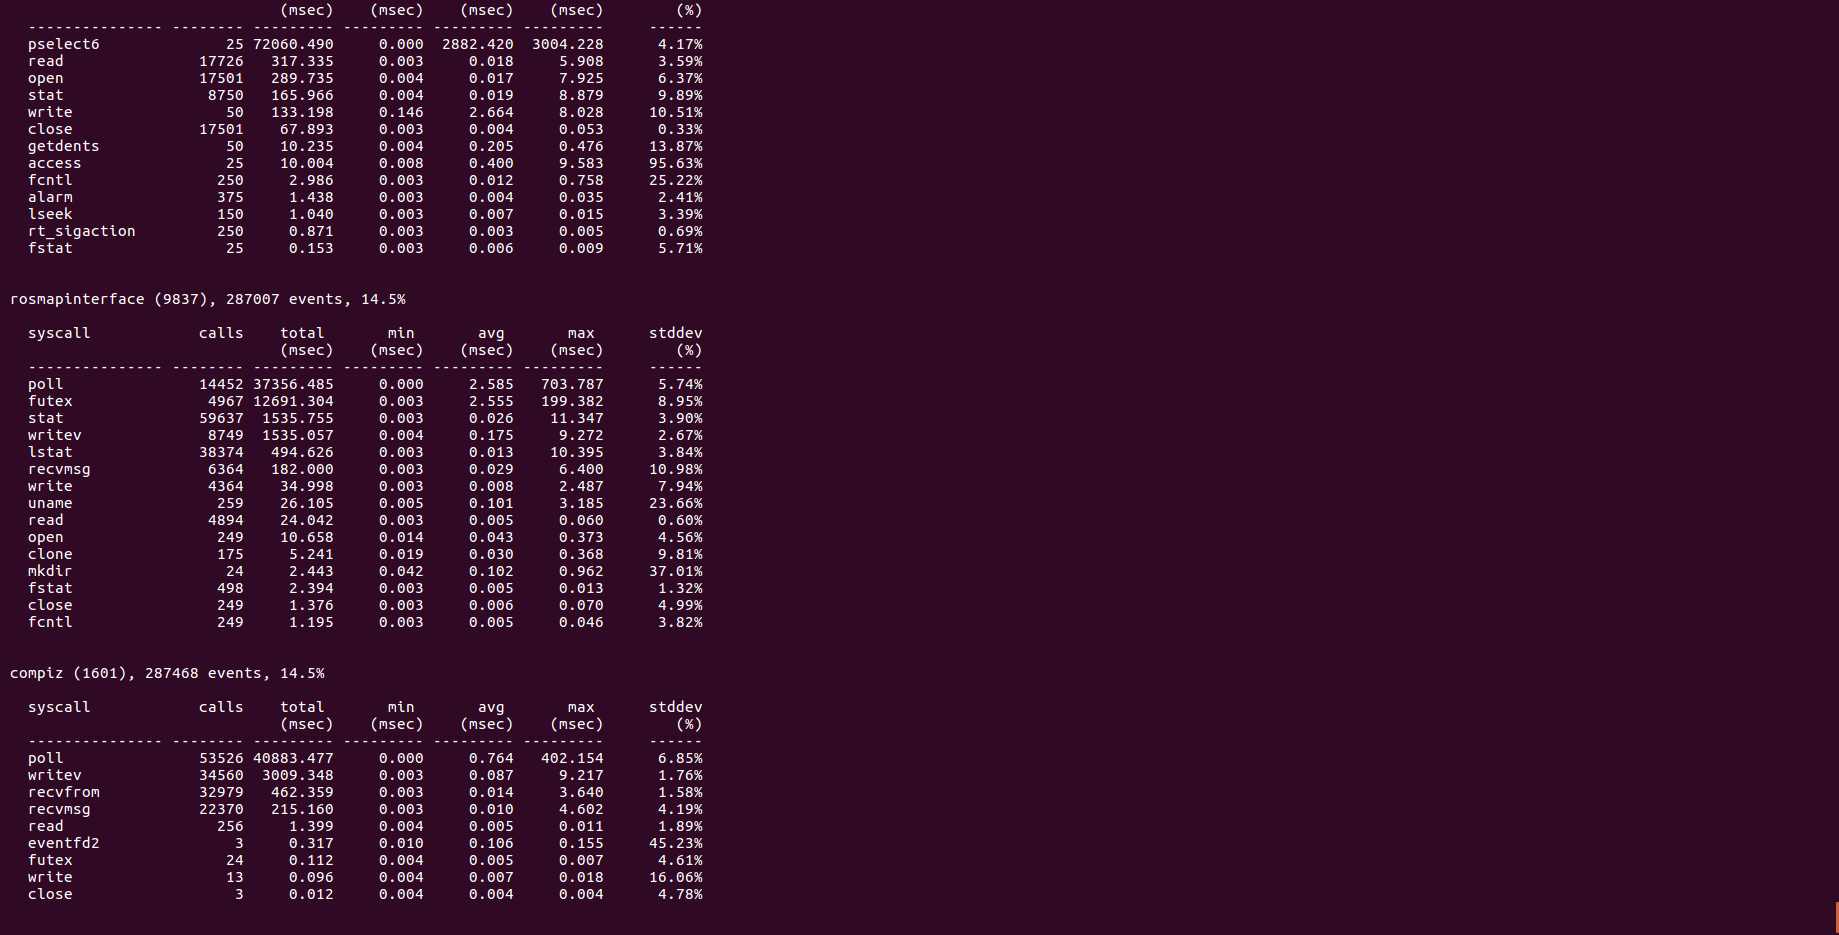 (msec)    (msec)    (msec)    (msec)        (%)
  --------------- -------- --------- --------- --------- ---------     ------
  pselect6              25 72060.490     0.000  2882.420  3004.228      4.17%
  read               17726   317.335     0.003     0.018     5.908      3.59%
  open               17501   289.735     0.004     0.017     7.925      6.37%
  stat                8750   165.966     0.004     0.019     8.879      9.89%
  write                 50   133.198     0.146     2.664     8.028     10.51%
  close              17501    67.893     0.003     0.004     0.053      0.33%
  getdents              50    10.235     0.004     0.205     0.476     13.87%
  access                25    10.004     0.008     0.400     9.583     95.63%
  fcntl                250     2.986     0.003     0.012     0.758     25.22%
  alarm                375     1.438     0.003     0.004     0.035      2.41%
  lseek                150     1.040     0.003     0.007     0.015      3.39%
  rt_sigaction         250     0.871     0.003     0.003     0.005      0.69%
  fstat                 25     0.153     0.003     0.006     0.009      5.71%

rosmapinterface (9837), 287007 events, 14.5%

  syscall            calls    total       min       avg       max      stddev
                              (msec)    (msec)    (msec)    (msec)        (%)
  --------------- -------- --------- --------- --------- ---------     ------
  poll               14452 37356.485     0.000     2.585   703.787      5.74%
  futex               4967 12691.304     0.003     2.555   199.382      8.95%
  stat               59637  1535.755     0.003     0.026    11.347      3.90%
  writev              8749  1535.057     0.004     0.175     9.272      2.67%
  lstat              38374   494.626     0.003     0.013    10.395      3.84%
  recvmsg             6364   182.000     0.003     0.029     6.400     10.98%
  write               4364    34.998     0.003     0.008     2.487      7.94%
  uname                259    26.105     0.005     0.101     3.185     23.66%
  read                4894    24.042     0.003     0.005     0.060      0.60%
  open                 249    10.658     0.014     0.043     0.373      4.56%
  clone                175     5.241     0.019     0.030     0.368      9.81%
  mkdir                 24     2.443     0.042     0.102     0.962     37.01%
  fstat                498     2.394     0.003     0.005     0.013      1.32%
  close                249     1.376     0.003     0.006     0.070      4.99%
  fcntl                249     1.195     0.003     0.005     0.046      3.82%

compiz (1601), 287468 events, 14.5%

  syscall            calls    total       min       avg       max      stddev
                              (msec)    (msec)    (msec)    (msec)        (%)
  --------------- -------- --------- --------- --------- ---------     ------
  poll               53526 40883.477     0.000     0.764   402.154      6.85%
  writev             34560  3009.348     0.003     0.087     9.217      1.76%
  recvfrom           32979   462.359     0.003     0.014     3.640      1.58%
  recvmsg            22370   215.160     0.003     0.010     4.602      4.19%
  read                 256     1.399     0.004     0.005     0.011      1.89%
  eventfd2               3     0.317     0.010     0.106     0.155     45.23%
  futex                 24     0.112     0.004     0.005     0.007      4.61%
  write                 13     0.096     0.004     0.007     0.018     16.06%
  close                  3     0.012     0.004     0.004     0.004      4.78%